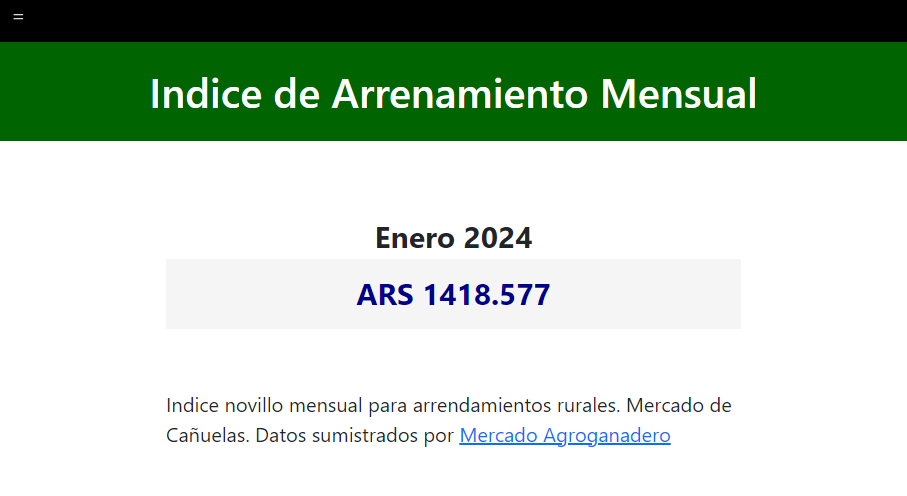 =
Indice de Arrenamiento Mensual
Enero 2024
ARS 1418.577
Indice novillo mensual para arrendamientos rurales. Mercado de
Cañuelas. Datos sumistrados por Mercado Agroganadero